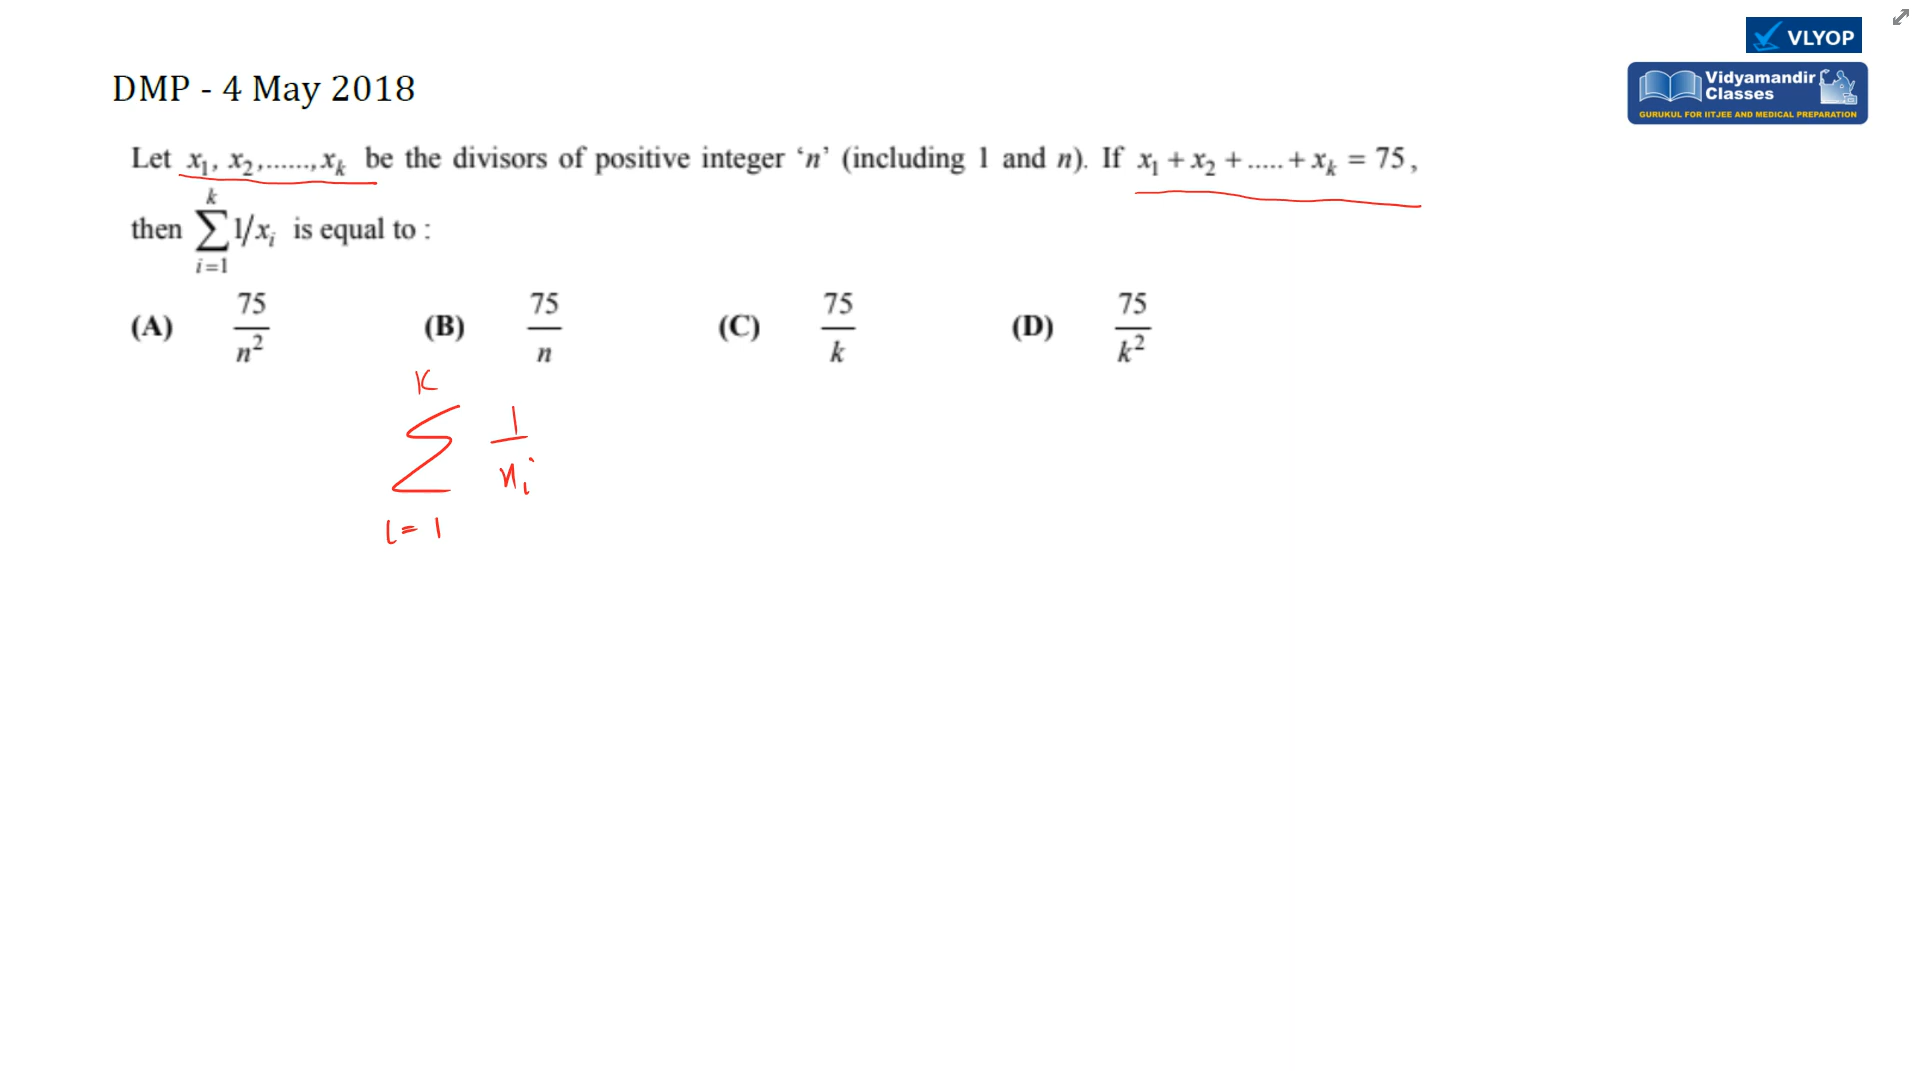 VLYOP
Vidyamandir
Classes
GURUKUL FOR IITJEE AND MEDICAL PREPARATION
DMP - 4 May 2018
Let x₁, x₂,......,xₖ be the divisors of positive integer ‘n’ (including 1 and n). If x₁ + x₂ + ..... + xₖ = 75,
k
then ∑ 1/xᵢ is equal to :
i=1
(A) 75/n² (B) 75/n (C) 75/k (D) 75/k²
K
∑ 1/xᵢ
i=1